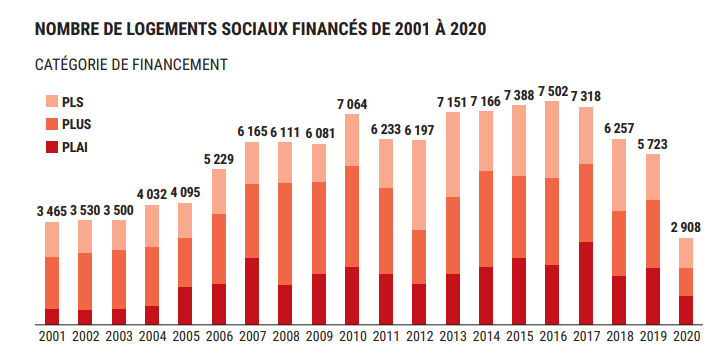 NOMBRE DE LOGEMENTS SOCIAUX FINANCÉS DE 2001 À 2020
CATÉGORIE DE FINANCEMENT
PLS
PLUS
PLAI
3 465 3 530 3 500 4 032 4 095 5 229 6 165 6 111 6 081 7 064 6 233 6 197 7 151 7 166 7 388 7 502 7 318 6 257 5 723 2 908
2001 2002 2003 2004 2005 2006 2007 2008 2009 2010 2011 2012 2013 2014 2015 2016 2017 2018 2019 2020